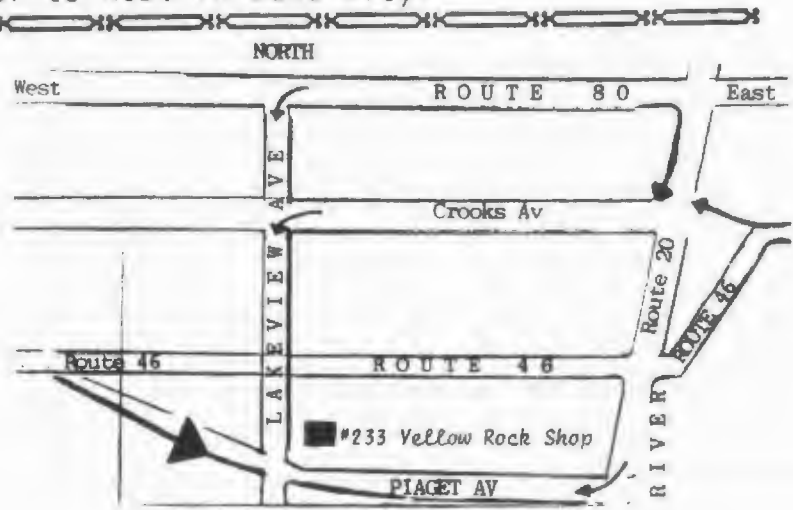 NORTH
West
ROUTE 80
East
LAKEVIEW AVE
Crooks Av
Route 20
ROUTE 46
Route 46
ROUTE 46
#233 Yellow Rock Shop
RIVER
PIAGET AV